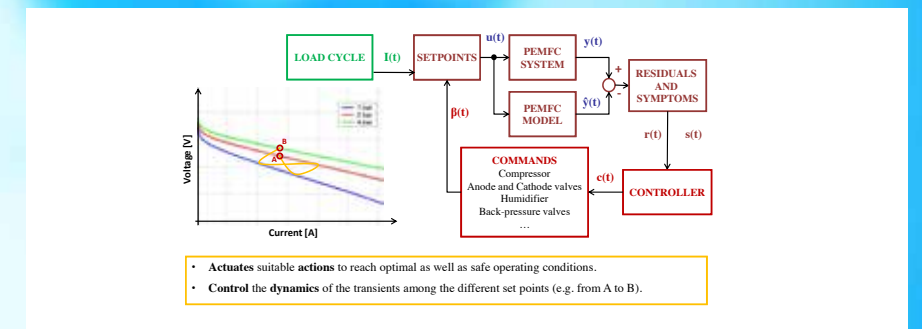 LOAD CYCLE
I(t)
SETPOINTS
u(t)
PEMFC
SYSTEM
y(t)
+
-
RESIDUALS
AND
SYMPTOMS
PEMFC
MODEL
ŷ(t)
β(t)
r(t) s(t)
COMMANDS
Compressor
Anode and Cathode valves
Humidifier
Back-pressure valves
…
c(t)
CONTROLLER
Voltage [V]
B
A
Current [A]
• Actuates suitable actions to reach optimal as well as safe operating conditions.
• Control the dynamics of the transients among the different set points (e.g. from A to B).